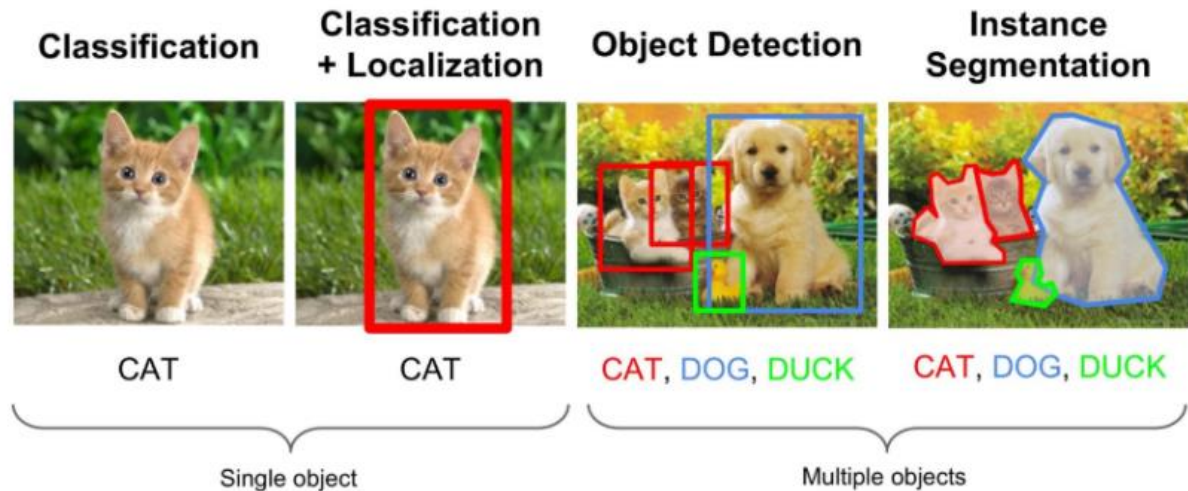 Classification
Classification
+ Localization
Object Detection
Instance
Segmentation
CAT
CAT
CAT, DOG, DUCK
CAT, DOG, DUCK
Single object
Multiple objects